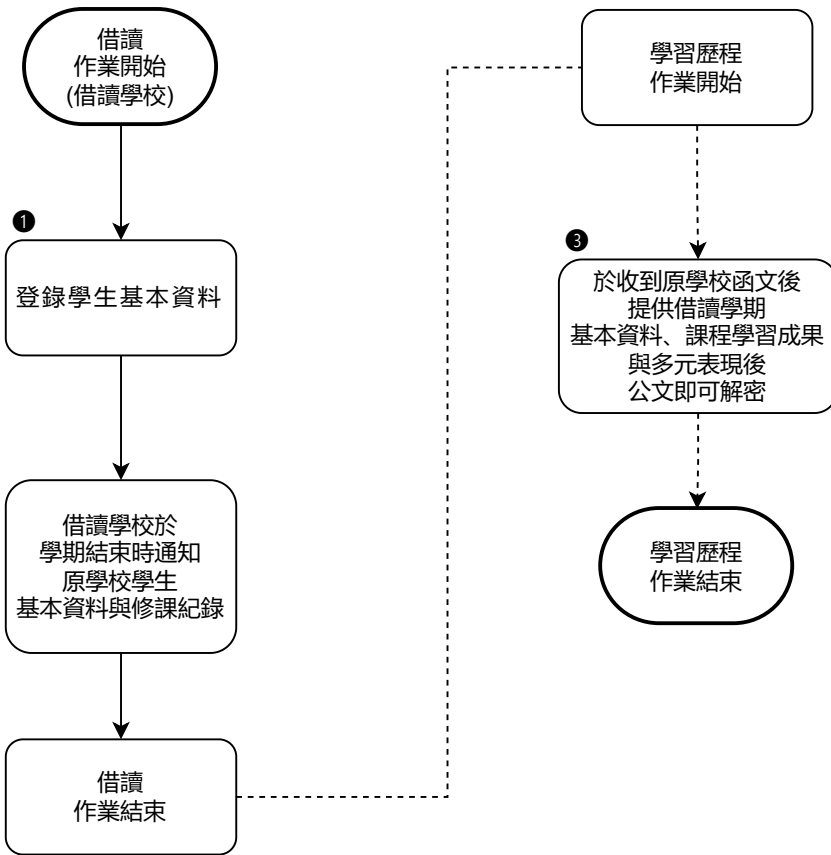 借讀
作業開始
(借讀學校)
❶
登錄學生基本資料
借讀學校於
學期結束時通知
原學校學生
基本資料與修課紀錄
借讀
作業結束
學習歷程
作業開始
❸
於收到原學校函文後
提供借讀學期
基本資料、課程學習成果
與多元表現後
公文即可解密
學習歷程
作業結束